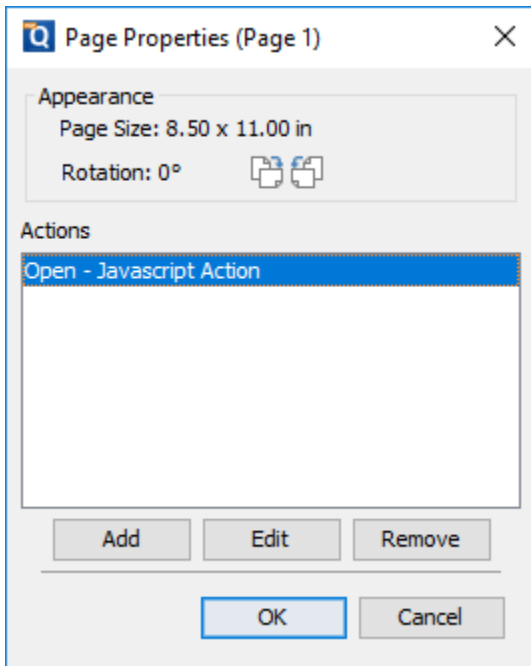 Page Properties (Page 1)
Appearance
Page Size: 8.50 x 11.00 in
Rotation: 0°
Actions
Open - Javascript Action
Add Edit Remove
OK Cancel